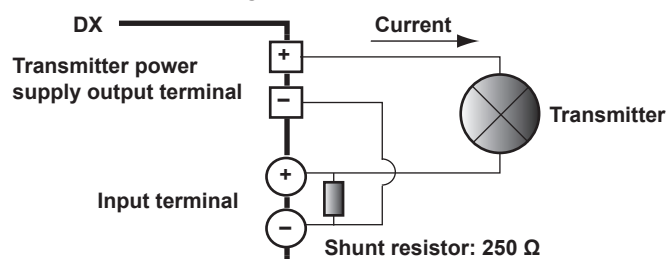 DX
Current
+
Transmitter power
supply output terminal
−
Transmitter
+
Input terminal
−
Shunt resistor: 250 Ω